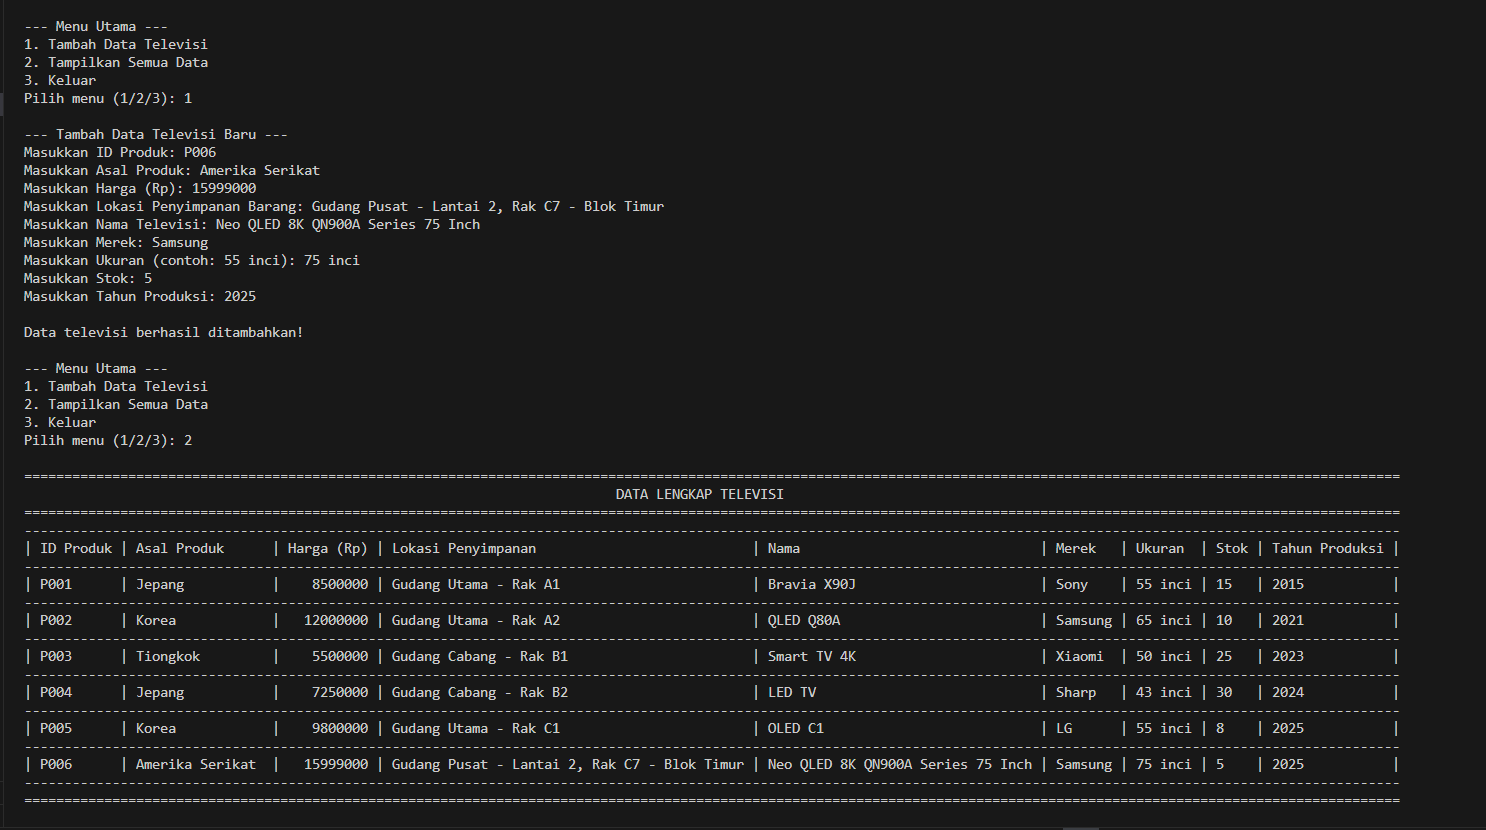 --- Menu Utama ---
1. Tambah Data Televisi
2. Tampilkan Semua Data
3. Keluar
Pilih menu (1/2/3): 1
--- Tambah Data Televisi Baru ---
Masukkan ID Produk: P006
Masukkan Asal Produk: Amerika Serikat
Masukkan Harga (Rp): 15999000
Masukkan Lokasi Penyimpanan Barang: Gudang Pusat - Lantai 2, Rak C7 - Blok Timur
Masukkan Nama Televisi: Neo QLED 8K QN900A Series 75 Inch
Masukkan Merek: Samsung
Masukkan Ukuran (contoh: 55 inci): 75 inci
Masukkan Stok: 5
Masukkan Tahun Produksi: 2025
Data televisi berhasil ditambahkan!
--- Menu Utama ---
1. Tambah Data Televisi
2. Tampilkan Semua Data
3. Keluar
Pilih menu (1/2/3): 2
DATA LENGKAP TELEVISI
| ID Produk | Asal Produk | Harga (Rp) | Lokasi Penyimpanan | Nama | Merek | Ukuran | Stok | Tahun Produksi |
| P001 | Jepang | 8500000 | Gudang Utama - Rak A1 | Bravia X90J | Sony | 55 inci | 15 | 2015 |
| P002 | Korea | 12000000 | Gudang Utama - Rak A2 | QLED Q80A | Samsung | 65 inci | 10 | 2021 |
| P003 | Tiongkok | 5500000 | Gudang Cabang - Rak B1 | Smart TV 4K | Xiaomi | 50 inci | 25 | 2023 |
| P004 | Jepang | 7250000 | Gudang Cabang - Rak B2 | LED TV | Sharp | 43 inci | 30 | 2024 |
| P005 | Korea | 9800000 | Gudang Utama - Rak C1 | OLED C1 | LG | 55 inci | 8 | 2025 |
| P006 | Amerika Serikat | 15999000 | Gudang Pusat - Lantai 2, Rak C7 - Blok Timur | Neo QLED 8K QN900A Series 75 Inch | Samsung | 75 inci | 5 | 2025 |